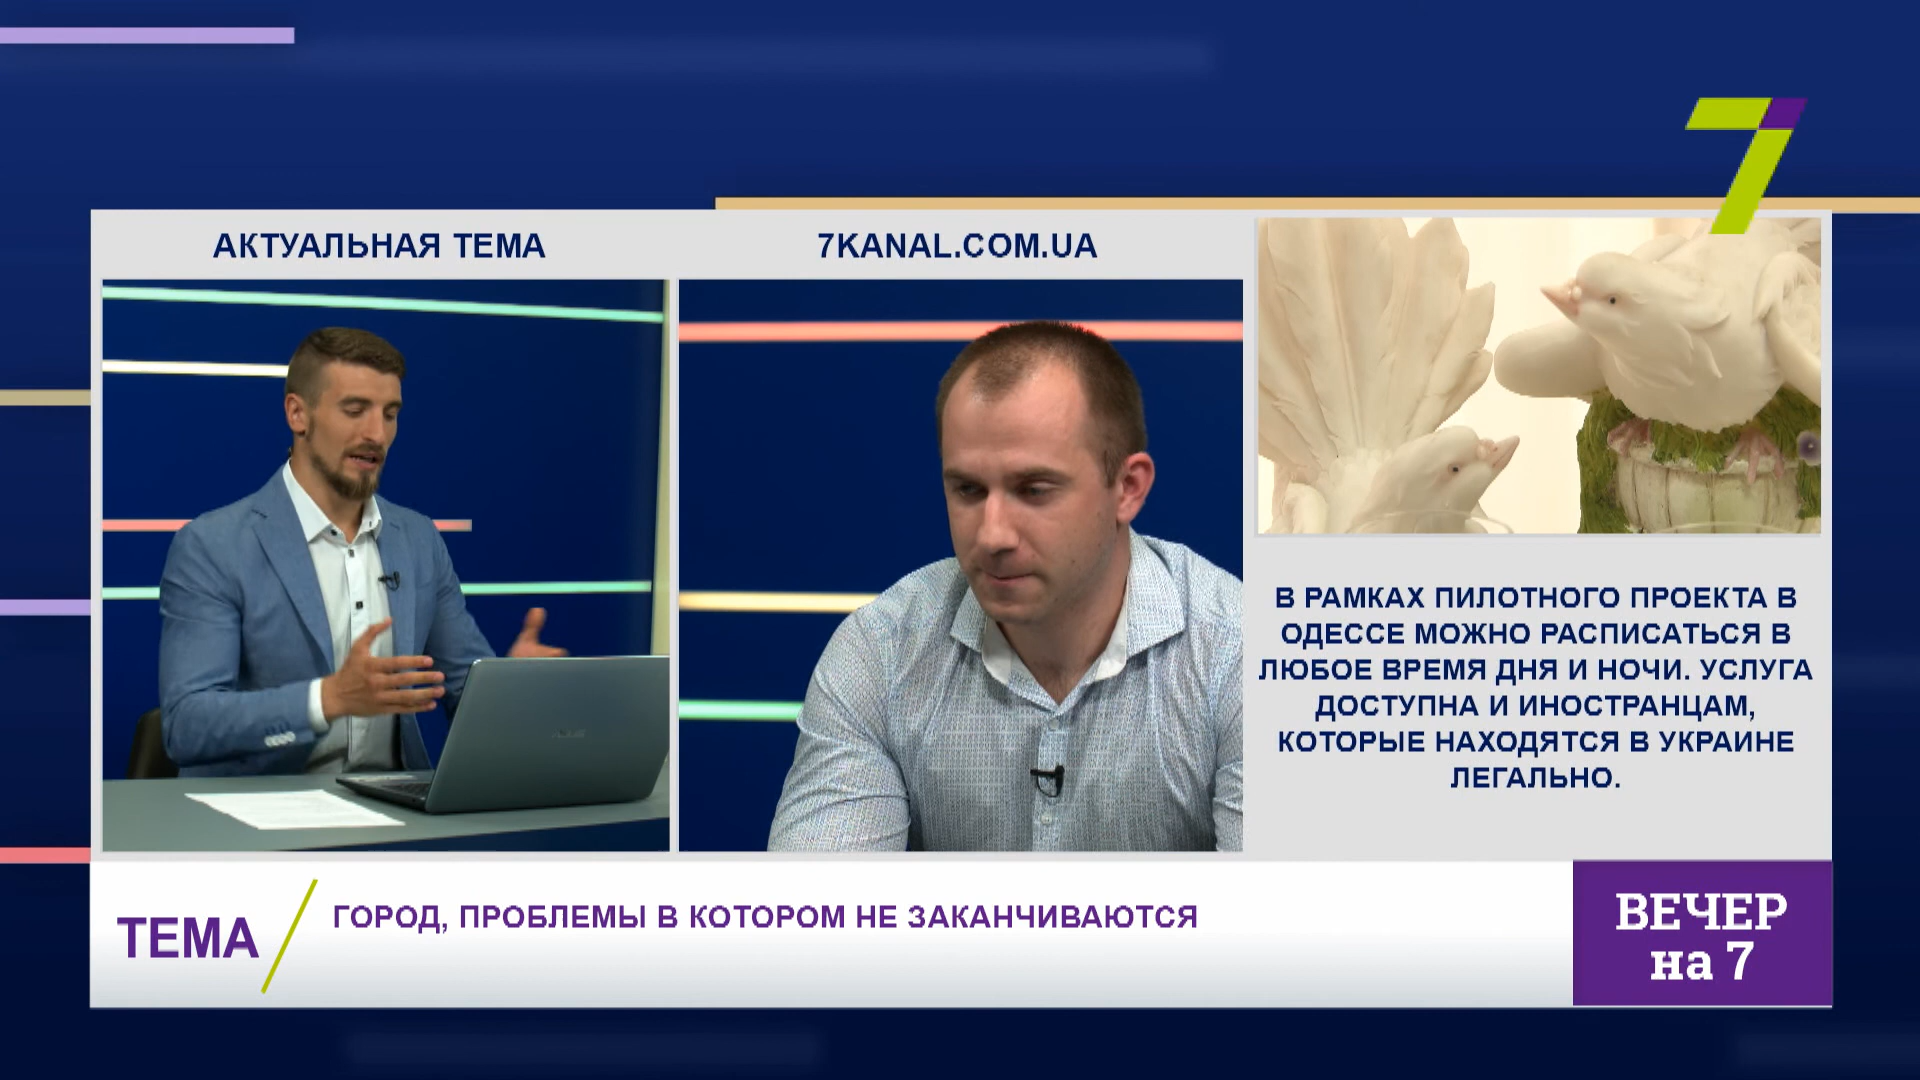 7
АКТУАЛЬНАЯ ТЕМА
7KANAL.COM.UA
В РАМКАХ ПИЛОТНОГО ПРОЕКТА В
ОДЕССЕ МОЖНО РАСПИСАТЬСЯ В
ЛЮБОЕ ВРЕМЯ ДНЯ И НОЧИ. УСЛУГА
ДОСТУПНА И ИНОСТРАНЦАМ,
КОТОРЫЕ НАХОДЯТСЯ В УКРАИНЕ
ЛЕГАЛЬНО.
ТЕМА
ГОРОД, ПРОБЛЕМЫ В КОТОРОМ НЕ ЗАКАНЧИВАЮТСЯ
ВЕЧЕР
на 7